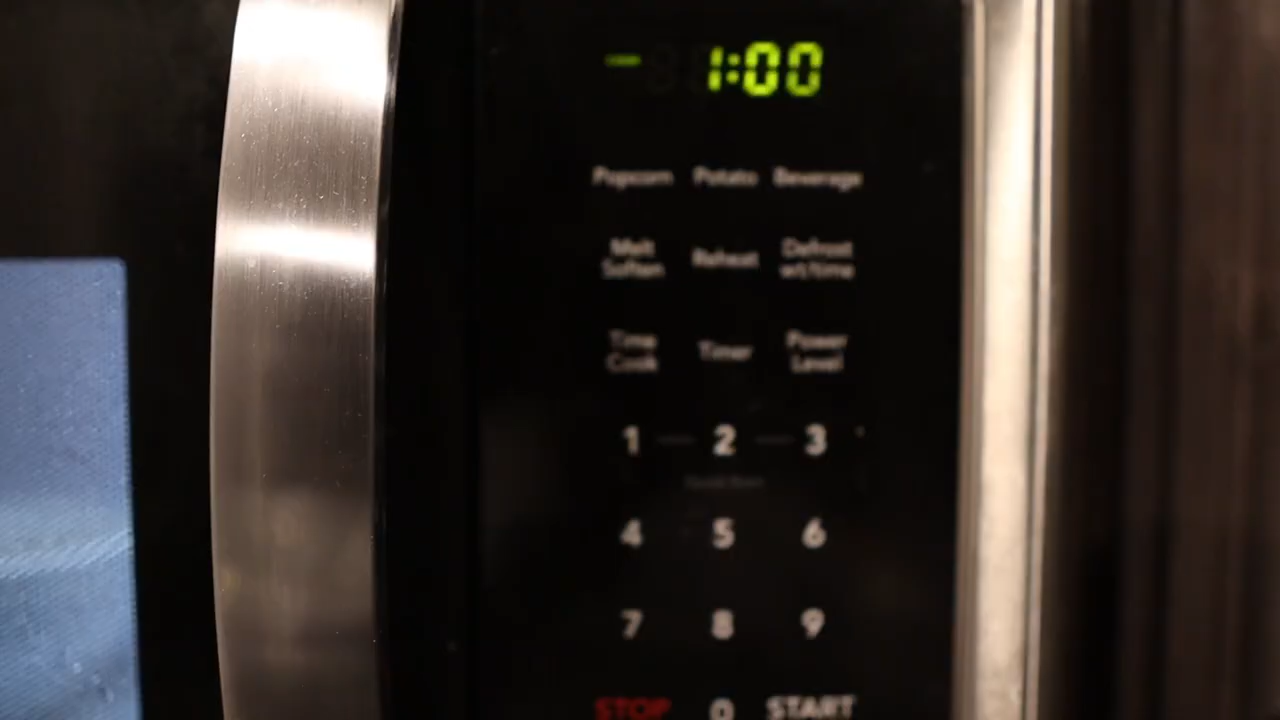 1:00
Popcorn Potato Beverage
Melt Soften Reheat Defrost wt/time
Time Cook Timer Power Level
1 2 3
4 5 6
7 8 9
STOP 0 START